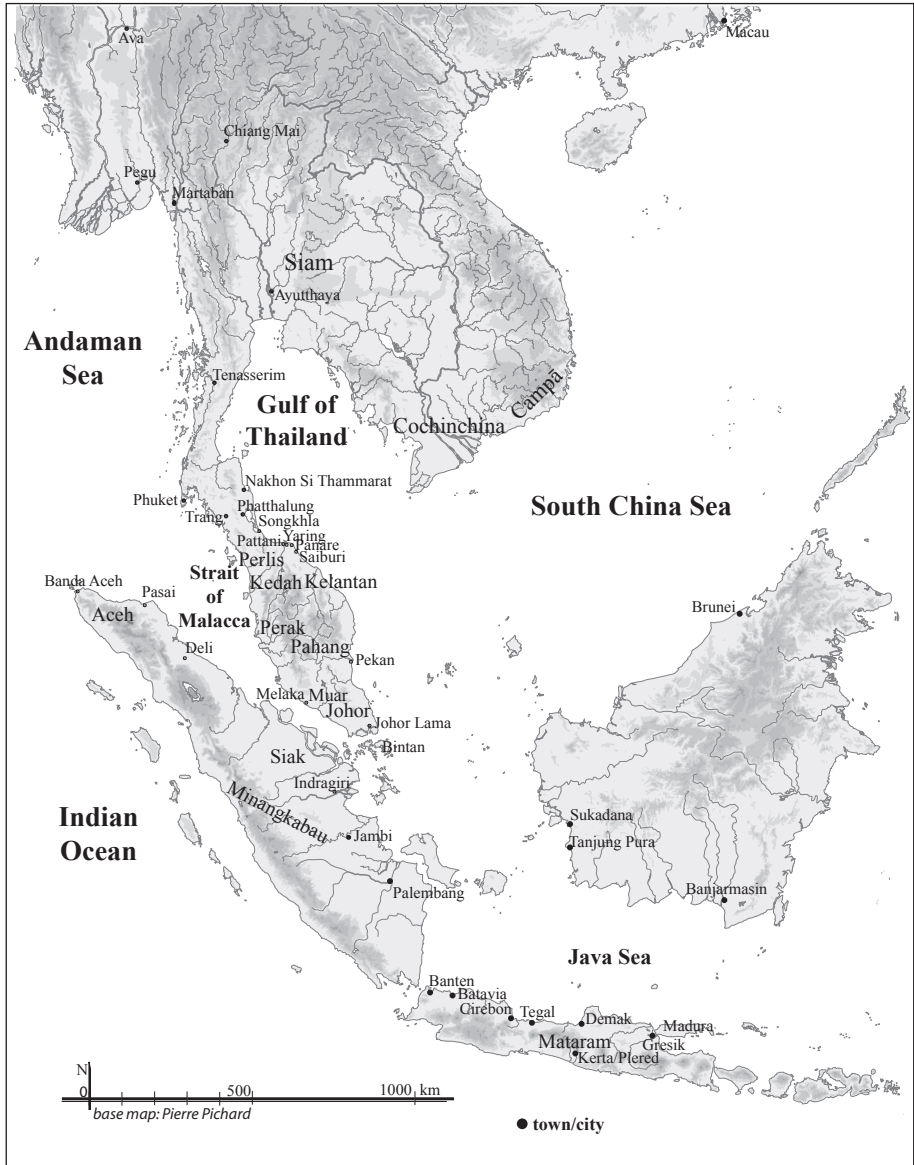 Macau
Ava
Chiang Mai
Pegu
Martaban
Siam
Ayutthaya
Andaman
Sea
Tenasserim
Gulf of
Thailand
Campā
Cochinchina
Nakhon Si Thammarat
Phuket
Phatthalung
Trang
Songkhla
South China Sea
Yaring
Pattani
Panare
Saiburi
Perlis
Strait
of
Malacca
Kedah
Kelantan
Banda Aceh
Pasai
Aceh
Brunei
Perak
Pahang
Deli
Pekan
Melaka
Muar
Johor
Johor Lama
Bintan
Siak
Indragiri
Minangkabau
Indian
Ocean
Jambi
Sukadana
Tanjung Pura
Palembang
Banjarmasin
Java Sea
Banten
Batavia
Cirebon
Tegal
Demak
Madura
Gresik
Mataram
Kerta/Plered
N
0 500 1000 km
base map: Pierre Pichard
town/city